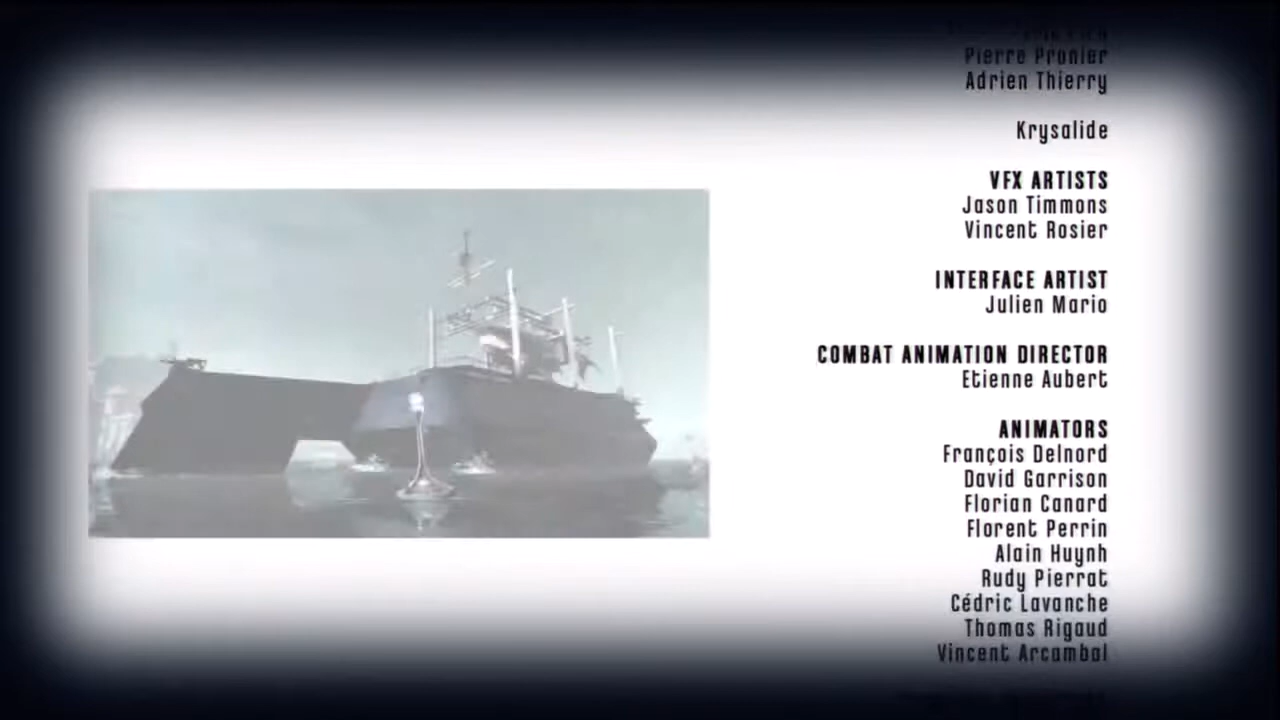 Pierre Pronier
Adrien Thierry
Krysalide
VFX ARTISTS
Jason Timmons
Vincent Rosier
INTERFACE ARTIST
Julien Mario
COMBAT ANIMATION DIRECTOR
Etienne Aubert
ANIMATORS
François Delnord
David Garrison
Florian Canard
Florent Perrin
Alain Huynh
Rudy Pierrat
Cédric Lavanche
Thomas Rigaud
Vincent Arcambal